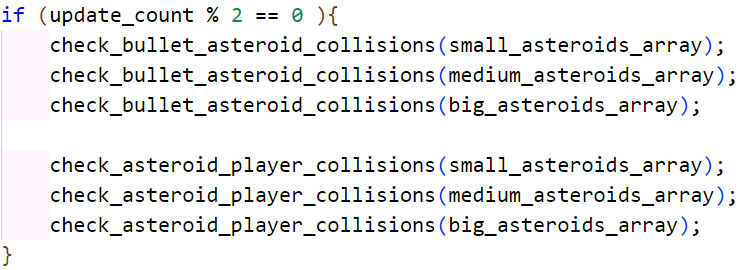 if (update_count % 2 == 0 ){
    check_bullet_asteroid_collisions(small_asteroids_array);
    check_bullet_asteroid_collisions(medium_asteroids_array);
    check_bullet_asteroid_collisions(big_asteroids_array);

    check_asteroid_player_collisions(small_asteroids_array);
    check_asteroid_player_collisions(medium_asteroids_array);
    check_asteroid_player_collisions(big_asteroids_array);
}